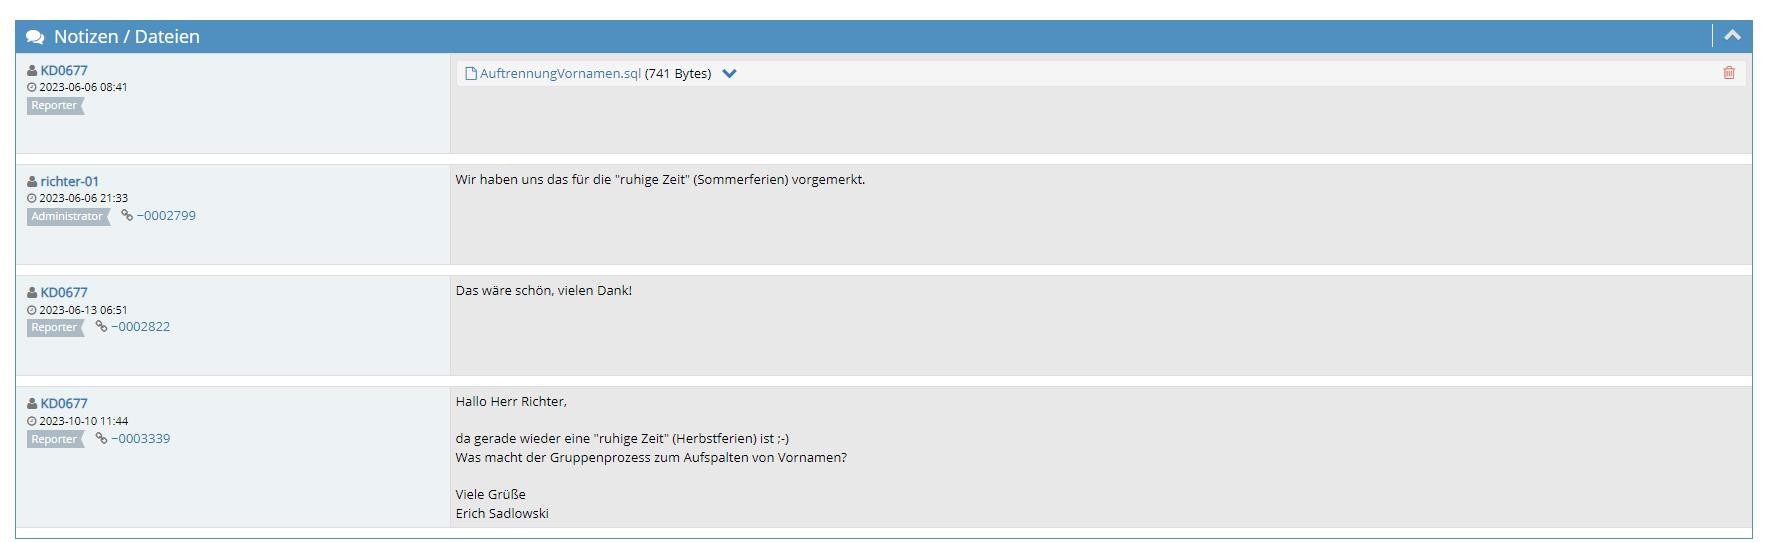 Notizen / Dateien
KD0677
2023-06-06 08:41
Reporter
AuftrennungVornamen.sql (741 Bytes)
richter-01
2023-06-06 21:33
Administrator ~0002799
Wir haben uns das für die "ruhige Zeit" (Sommerferien) vorgemerkt.
KD0677
2023-06-13 06:51
Reporter ~0002822
Das wäre schön, vielen Dank!
KD0677
2023-10-10 11:44
Reporter ~0003339
Hallo Herr Richter,
da gerade wieder eine "ruhige Zeit" (Herbstferien) ist ;-)
Was macht der Gruppenprozess zum Aufspalten von Vornamen?
Viele Grüße
Erich Sadlowski